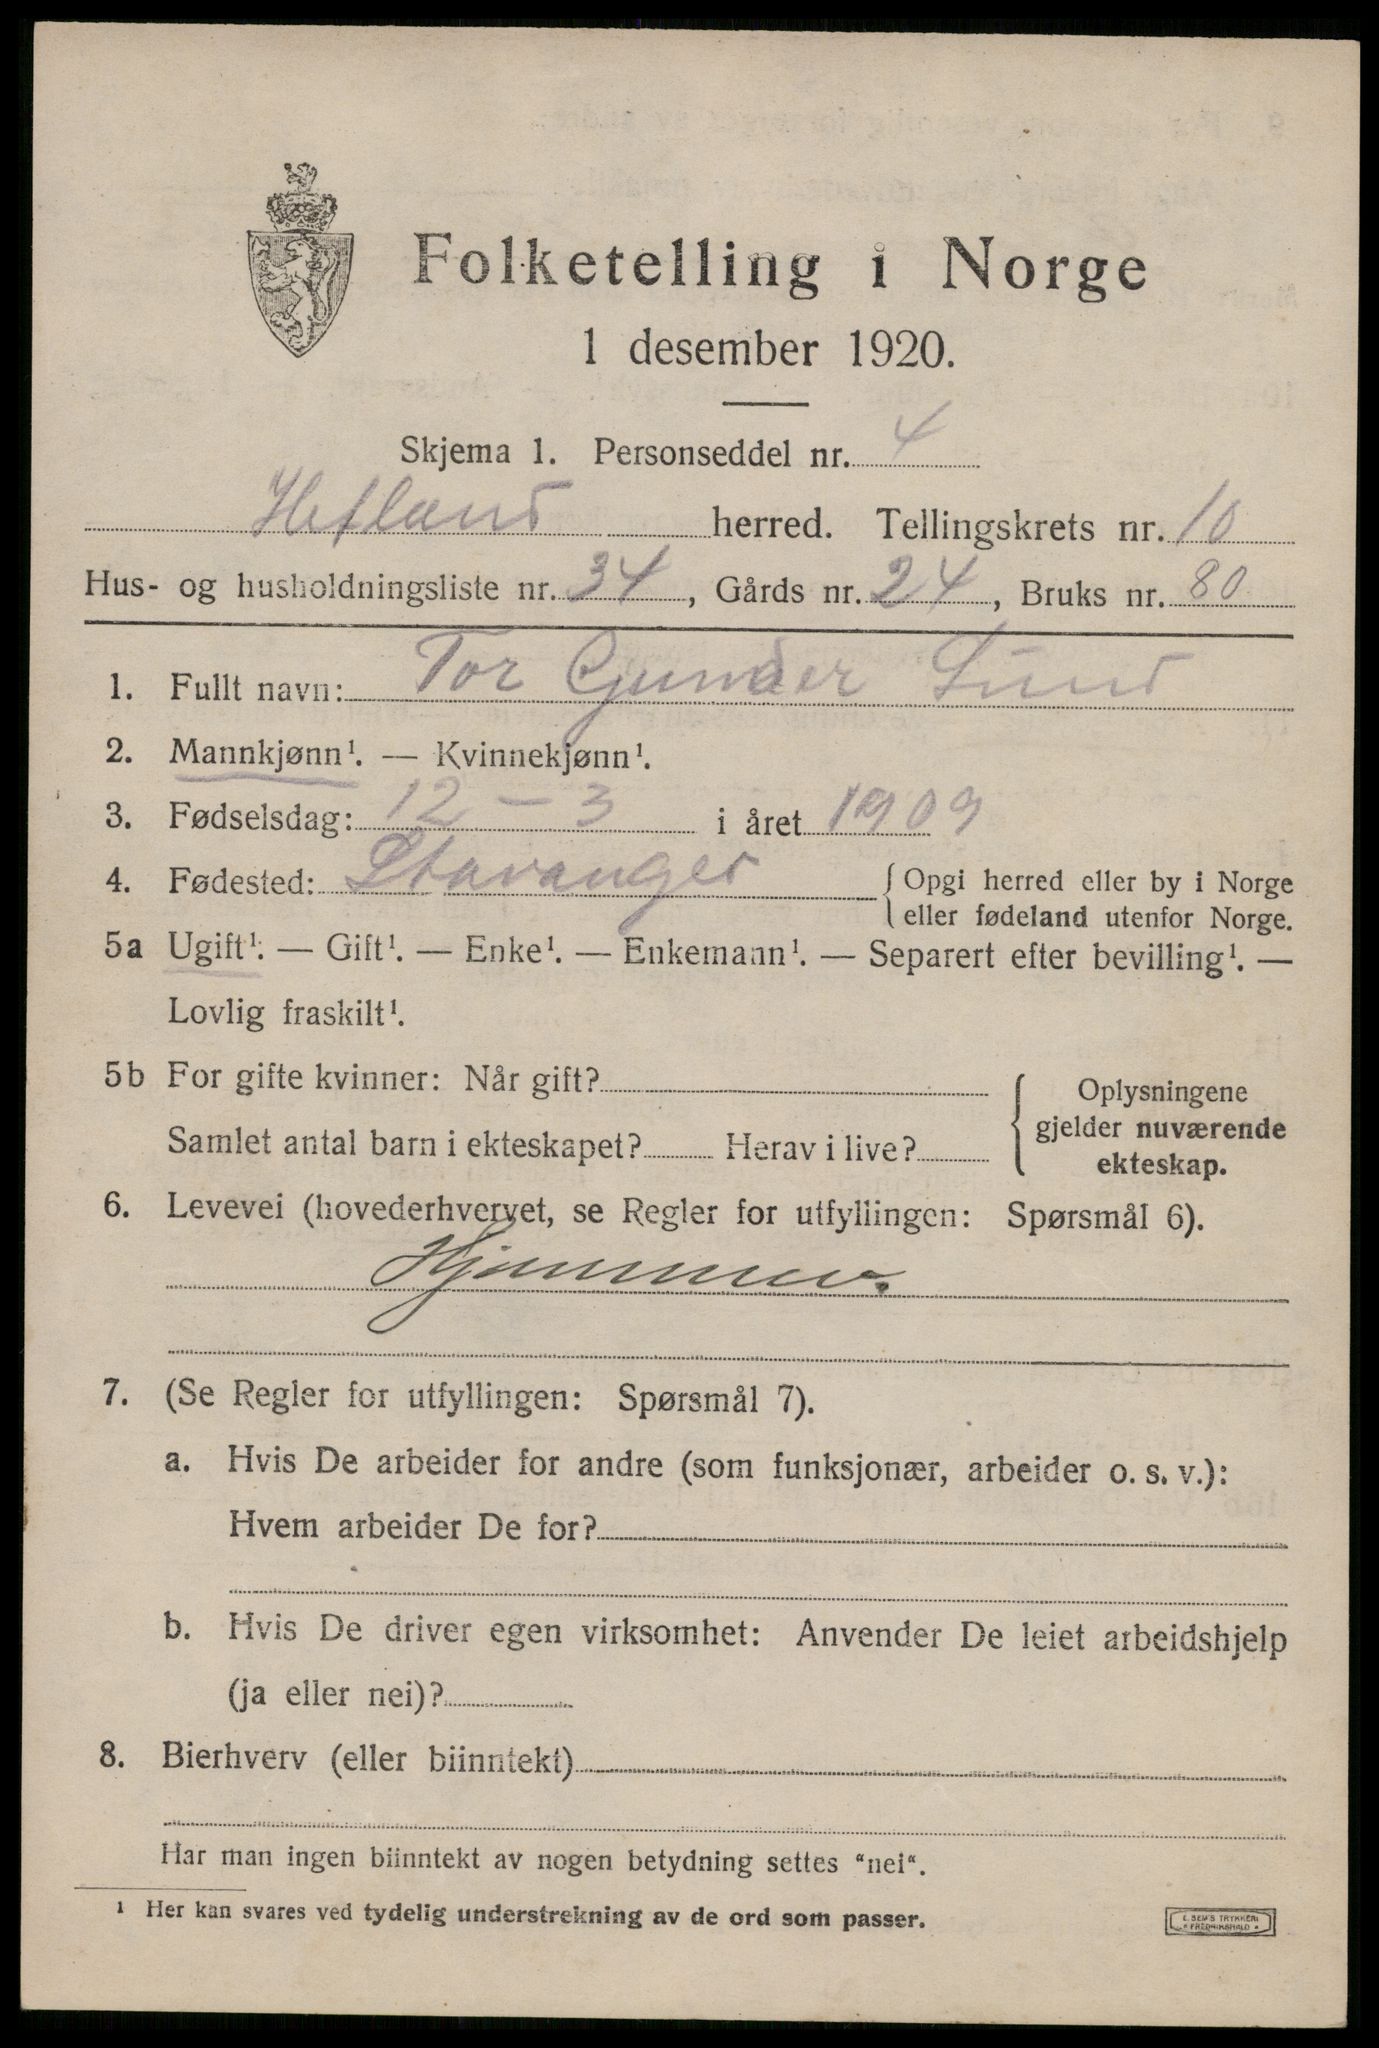 Folketelling i Norge
1 desember 1920.
Skjema 1. Personseddel nr. 4
Hetland herred. Tellingskrets nr. 10
Hus- og husholdningsliste nr. 34, Gårds nr. 24, Bruks nr. 80
1. Fullt navn: Tor Gunder Lund
2. Mannkjønn¹. — Kvinnekjønn¹.
3. Fødselsdag: 12 – 3 i året 1909
4. Fødested: Stavanger { Opgi herred eller by i Norge
eller fødeland utenfor Norge.
5a Ugift¹. — Gift¹. — Enke¹. — Enkemann¹. — Separert efter bevilling¹. —
Lovlig fraskilt¹.
5b For gifte kvinner: Når gift?
Samlet antal barn i ekteskapet? Herav i live?
Oplysningene
gjelder nuværende
ekteskap.
6. Levevei (hovederhvervet, se Regler for utfyllingen: Spørsmål 6).
Hjemme.
7. (Se Regler for utfyllingen: Spørsmål 7).
a. Hvis De arbeider for andre (som funksjonær, arbeider o. s. v.):
Hvem arbeider De for?
b. Hvis De driver egen virksomhet: Anvender De leiet arbeidshjelp
(ja eller nei)?
8. Bierhverv (eller biinntekt)
Har man ingen biinntekt av nogen betydning settes "nei".
¹ Her kan svares ved tydelig understrekning av de ord som passer.
E. SEM'S TRYKKERI
FREDRIKSHALD